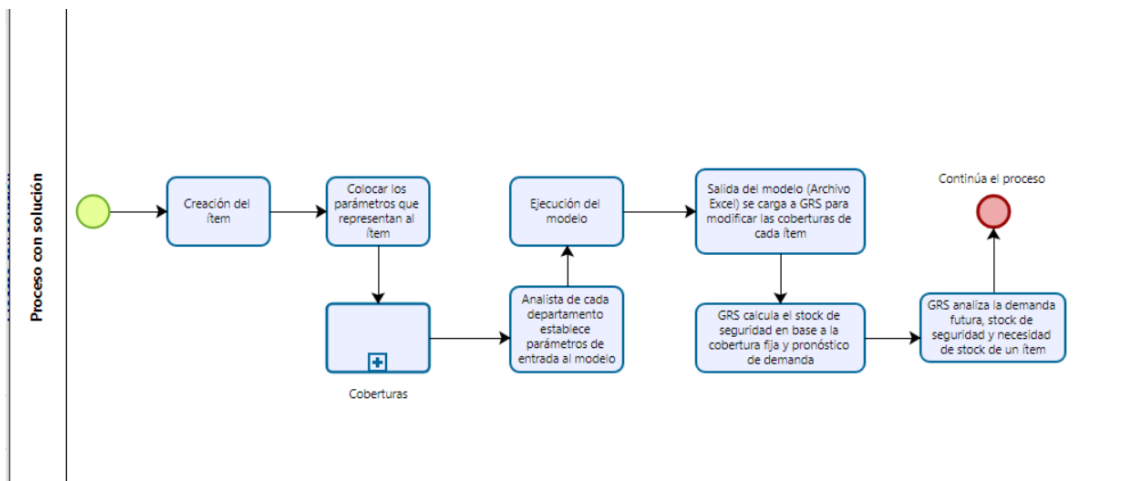 Proceso con solución
Creación del
ítem
Colocar los
parámetros que
representan al
ítem
Coberturas
Analista de cada
departamento
establece
parámetros de
entrada al modelo
Ejecución del
modelo
Salida del modelo (Archivo
Excel) se carga a GRS para
modificar las coberturas de
cada ítem
GRS calcula el stock de
seguridad en base a la
cobertura fija y pronóstico
de demanda
GRS analiza la demanda
futura, stock de
seguridad y necesidad
de stock de un ítem
Continúa el proceso